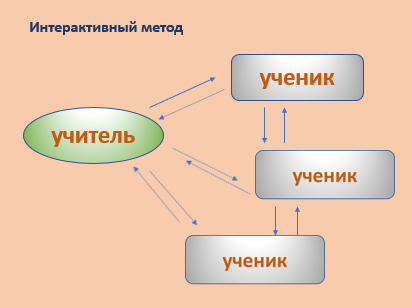 Интерактивный метод
ученик
учитель
ученик
ученик